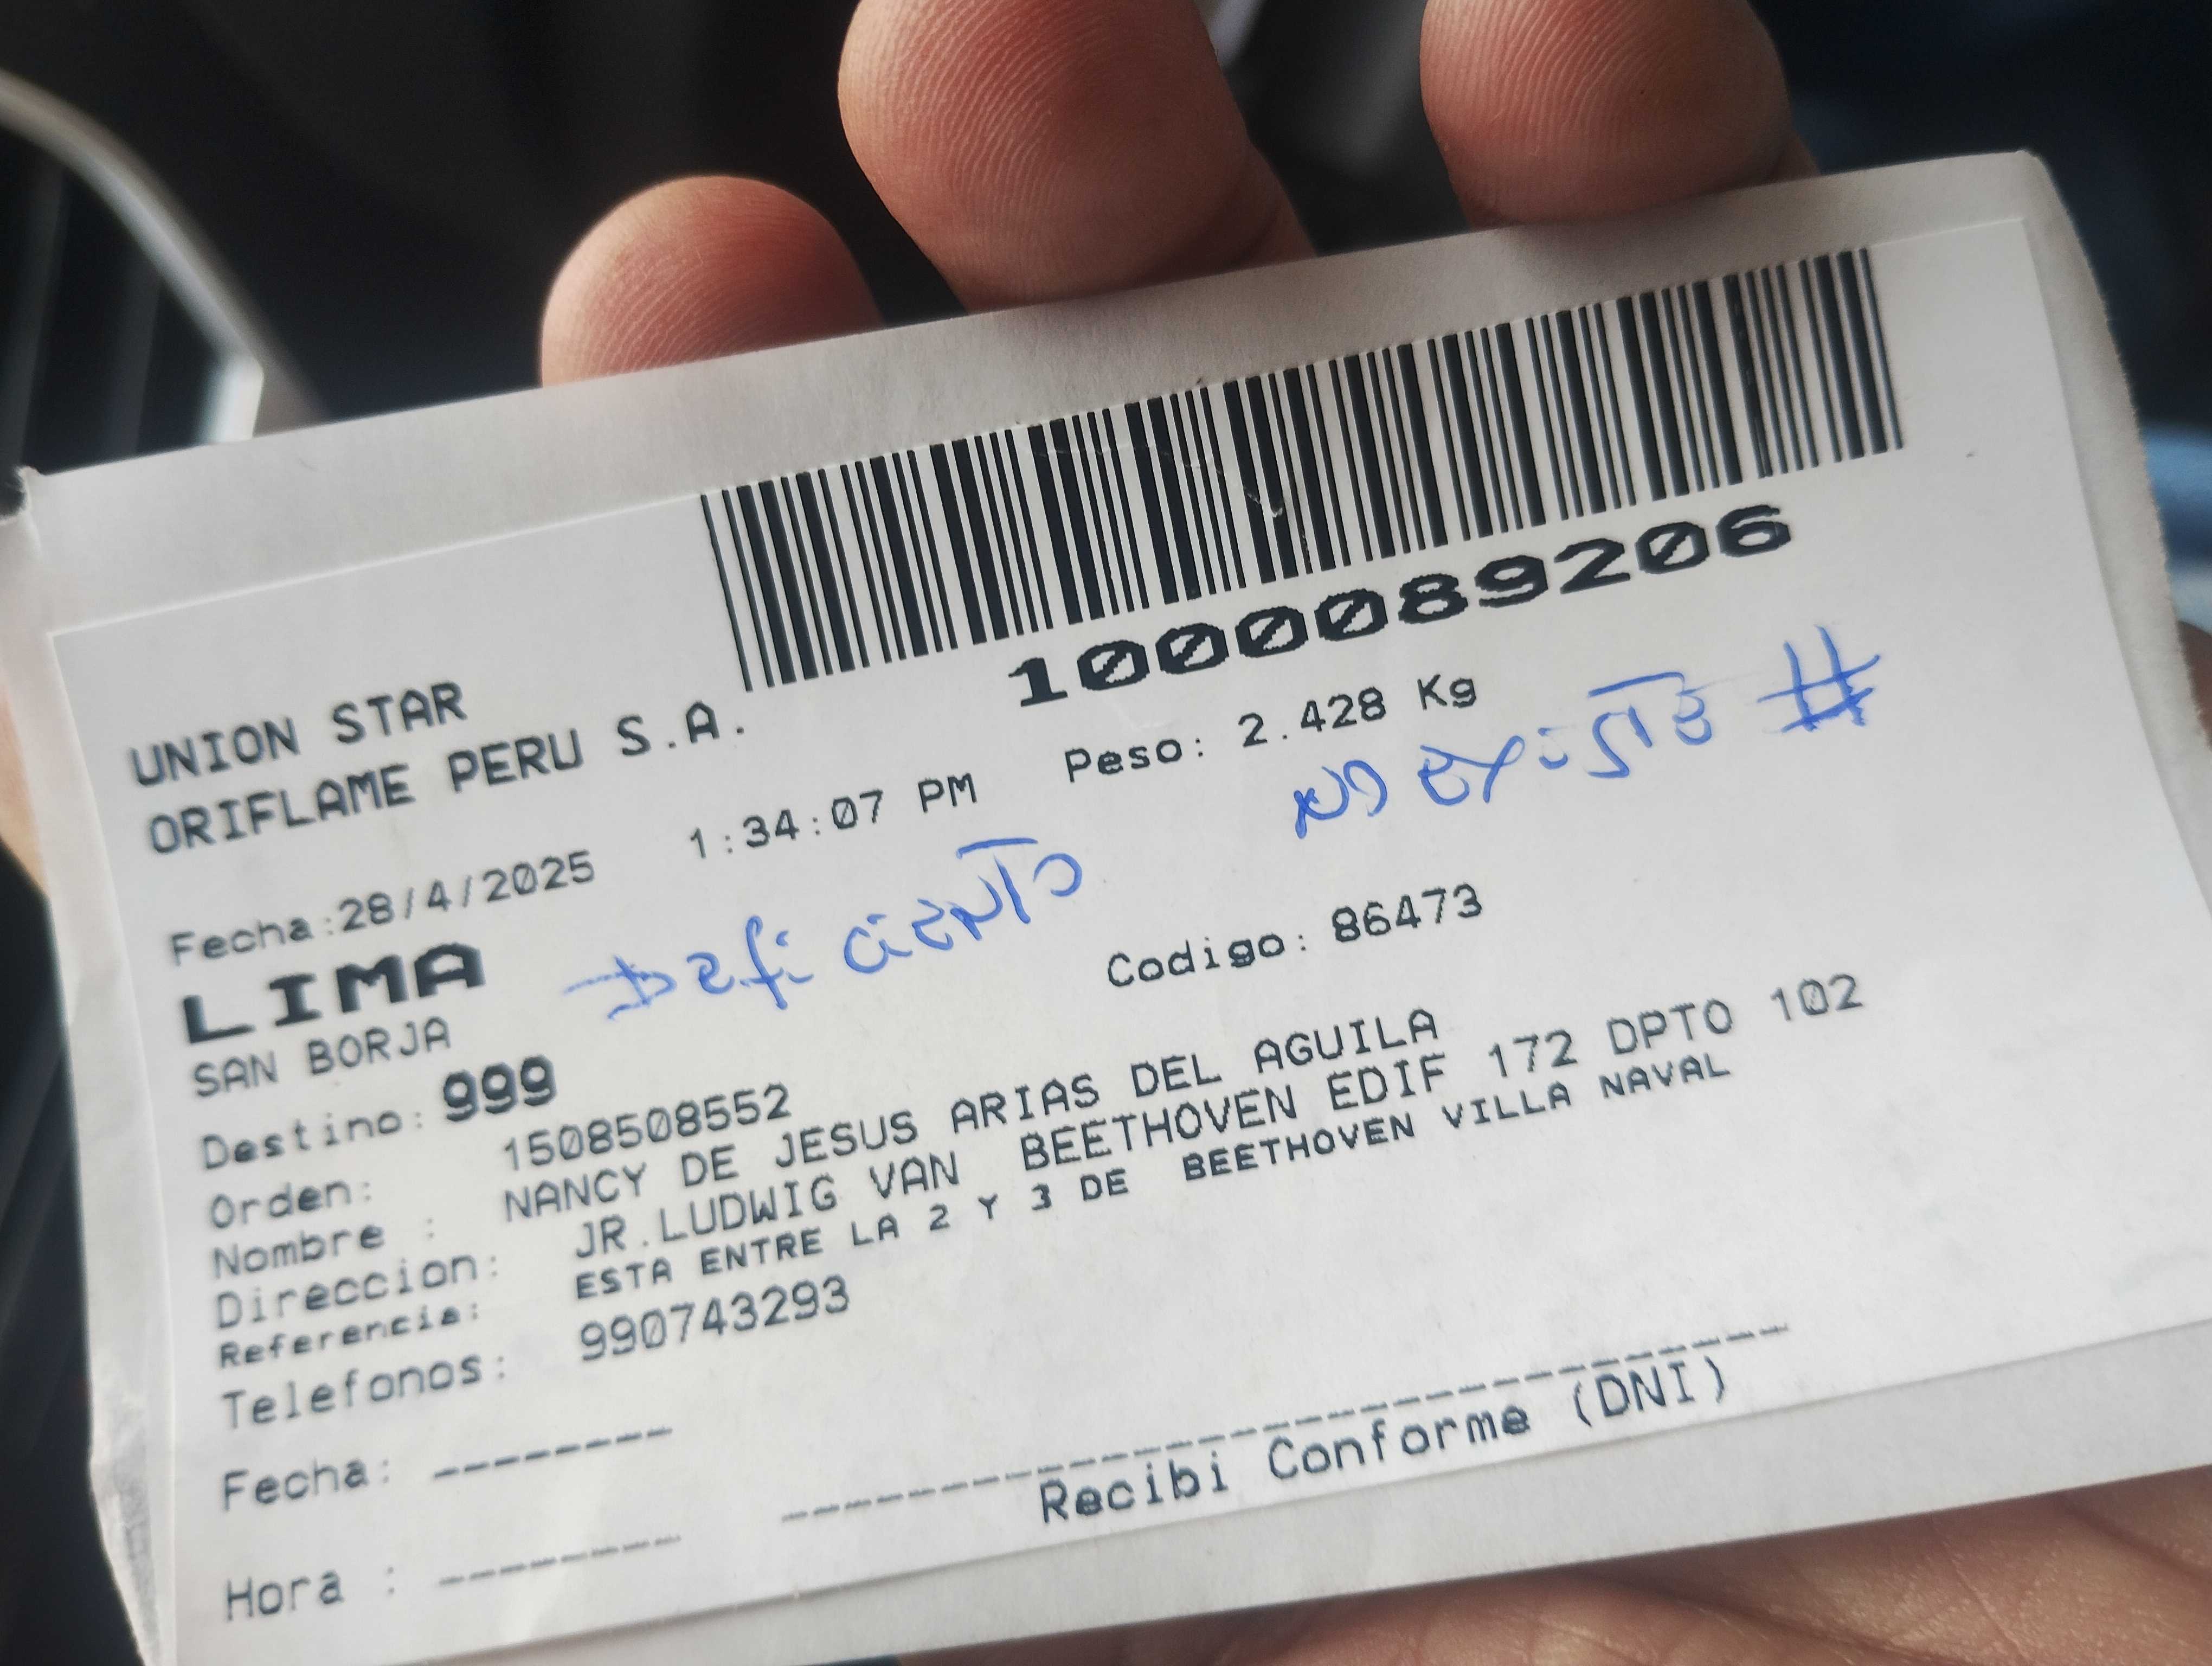 1000089206
UNION STAR
ORIFLAME PERU S.A.
Fecha:28/4/2025 1:34:07 PM Peso: 2.428 Kg
NO EXISTE #
LIMA DeficiENTO
SAN BORJA Codigo: 86473
Destino: 999
Orden: 1508508552
Nombre : NANCY DE JESUS ARIAS DEL AGUILA
Direccion: JR.LUDWIG VAN BEETHOVEN EDIF 172 DPTO 102
Referencia: ESTA ENTRE LA 2 Y 3 DE BEETHOVEN VILLA NAVAL
Telefonos: 990743293
Fecha: --------
Hora : --------
Recibi Conforme (DNI)